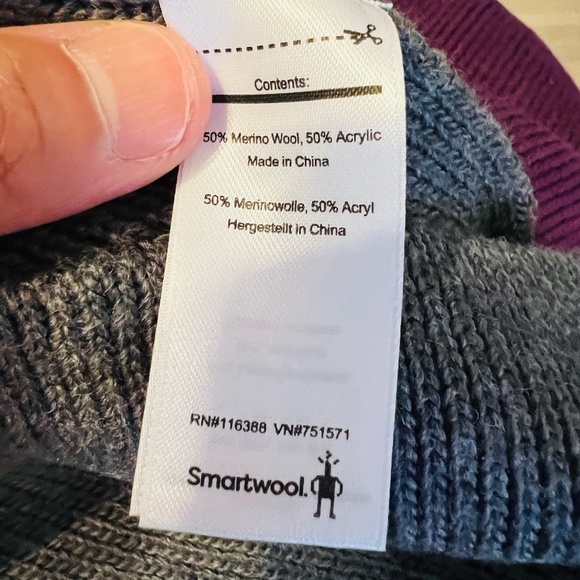 Contents:
50% Merino Wool, 50% Acrylic
Made in China
50% Merinowolle, 50% Acryl
Hergestellt in China
RN#116388 VN#751571
Smartwool.